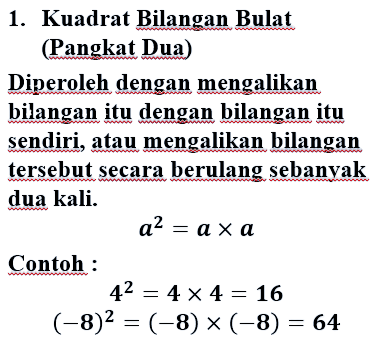 1. Kuadrat Bilangan Bulat
(Pangkat Dua)
Diperoleh dengan mengalikan
bilangan itu dengan bilangan itu
sendiri, atau mengalikan bilangan
tersebut secara berulang sebanyak
dua kali.
a² = a × a
Contoh :
4² = 4 × 4 = 16
(−8)² = (−8) × (−8) = 64